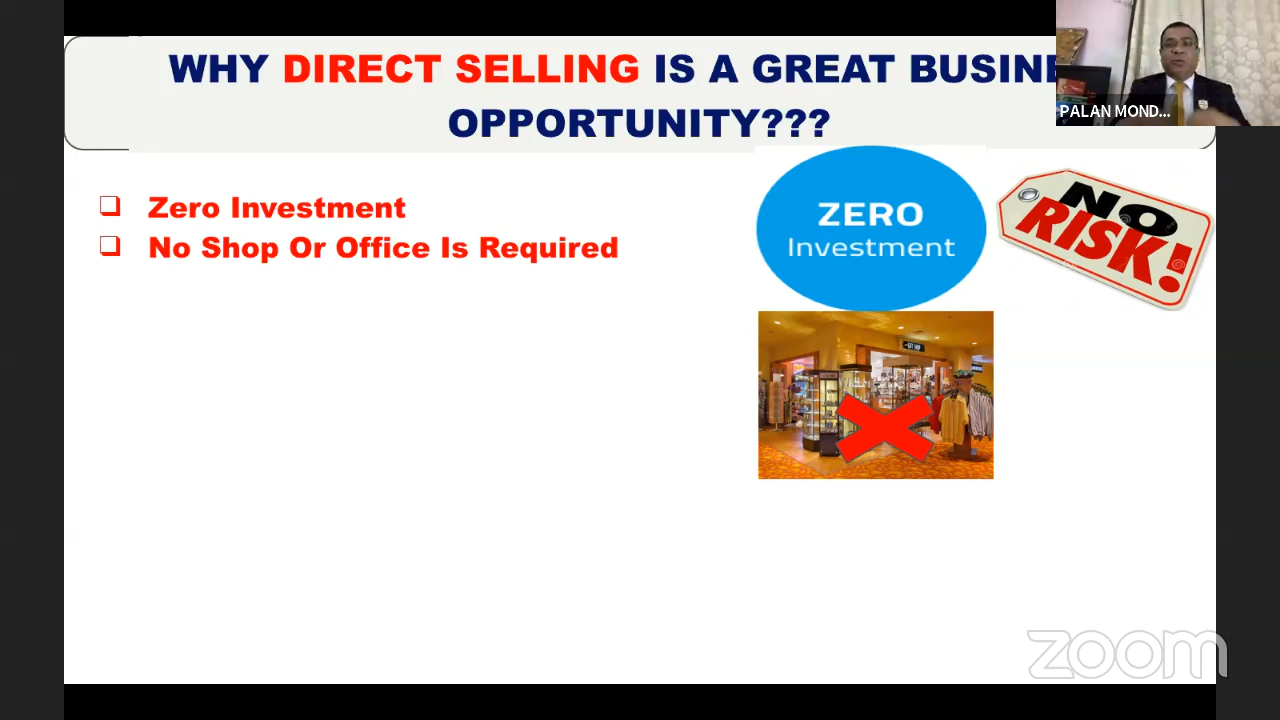 WHY DIRECT SELLING IS A GREAT BUSINE
OPPORTUNITY???
PALAN MOND...
Zero Investment
No Shop Or Office Is Required
ZERO
Investment
NO
RISK!
zoom